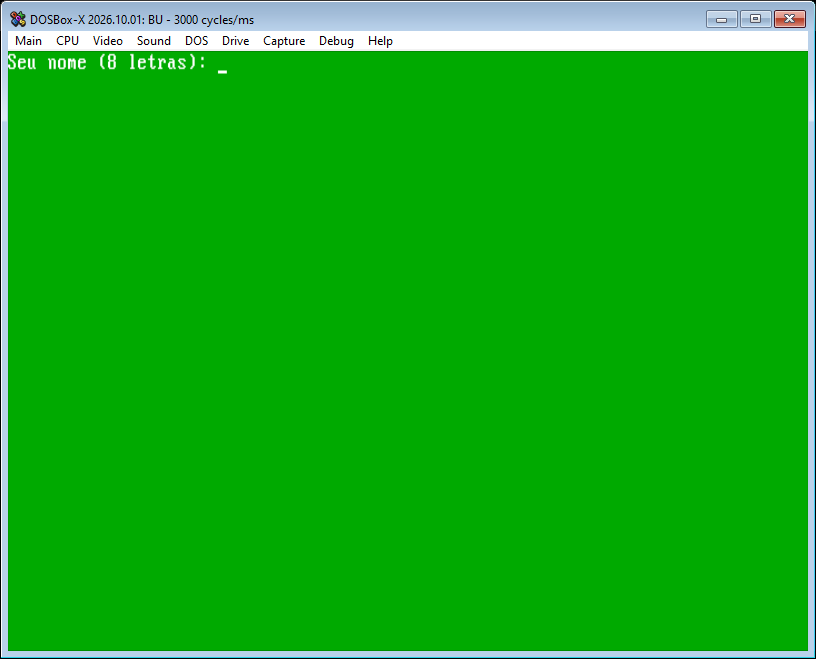 DOSBox-X 2026.10.01: BU - 3000 cycles/ms
Main CPU Video Sound DOS Drive Capture Debug Help
Seu nome (8 letras): _